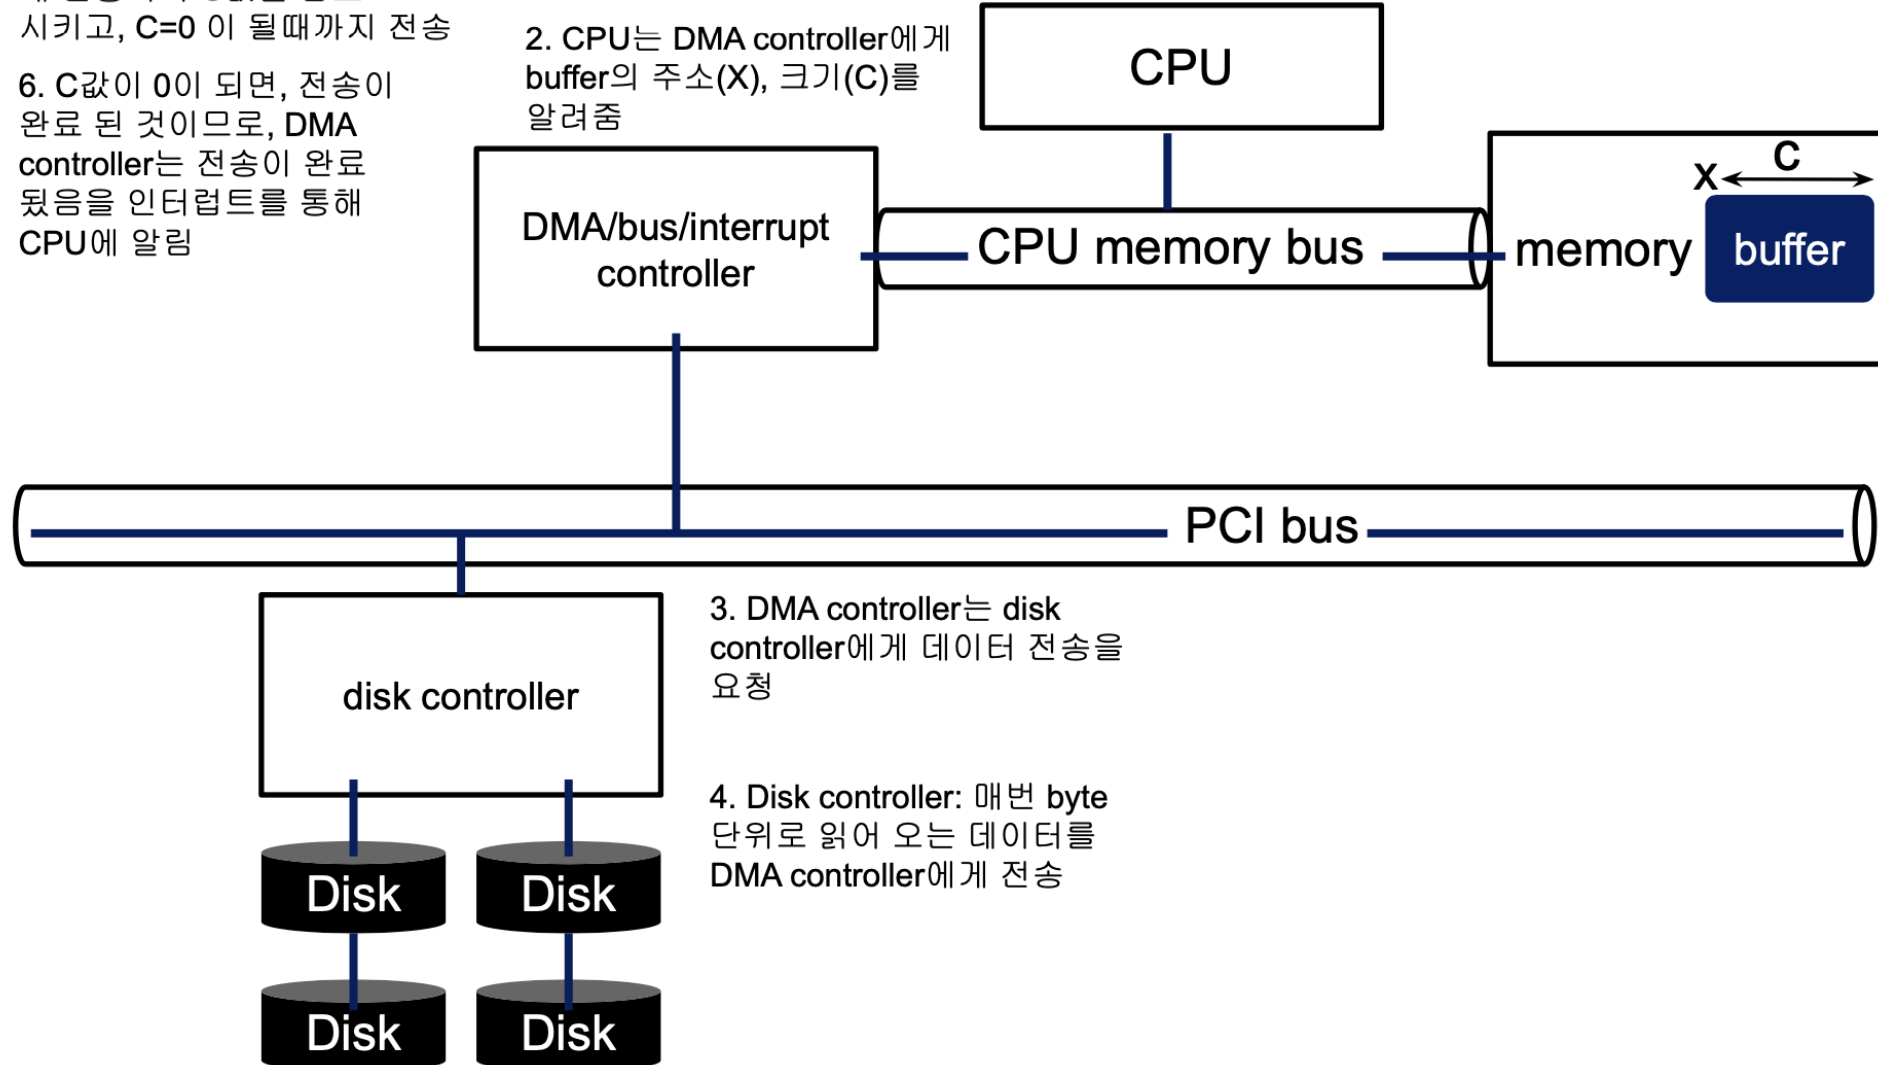 시키고, C=0 이 될때까지 전송
6. C값이 0이 되면, 전송이
완료 된 것이므로, DMA
controller는 전송이 완료
됬음을 인터럽트를 통해
CPU에 알림
2. CPU는 DMA controller에게
buffer의 주소(X), 크기(C)를
알려줌
CPU
DMA/bus/interrupt
controller
CPU memory bus
memory
X
C
buffer
PCI bus
disk controller
3. DMA controller는 disk
controller에게 데이터 전송을
요청
4. Disk controller: 매번 byte
단위로 읽어 오는 데이터를
DMA controller에게 전송
Disk
Disk
Disk
Disk